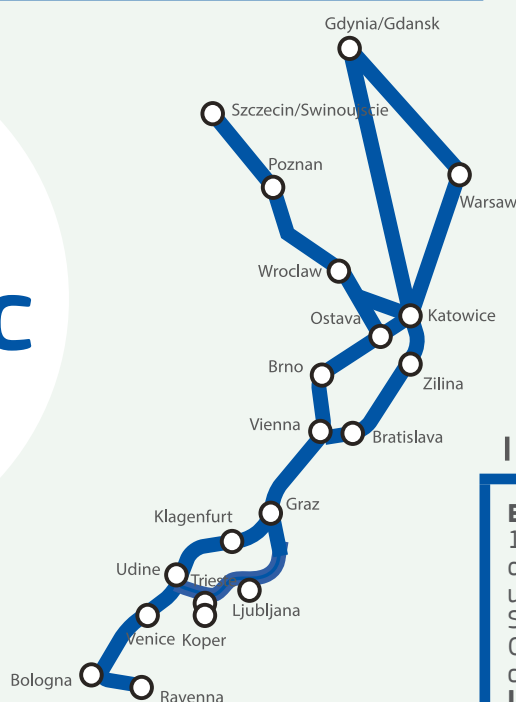 Gdynia/Gdansk
Szczecin/Swinoujscie
Poznan
Warsaw
Wroclaw
Ostava
Katowice
Brno
Zilina
Vienna
Bratislava
Graz
Klagenfurt
Udine
Ljubljana
Venice
Koper
Bologna
Ravenna